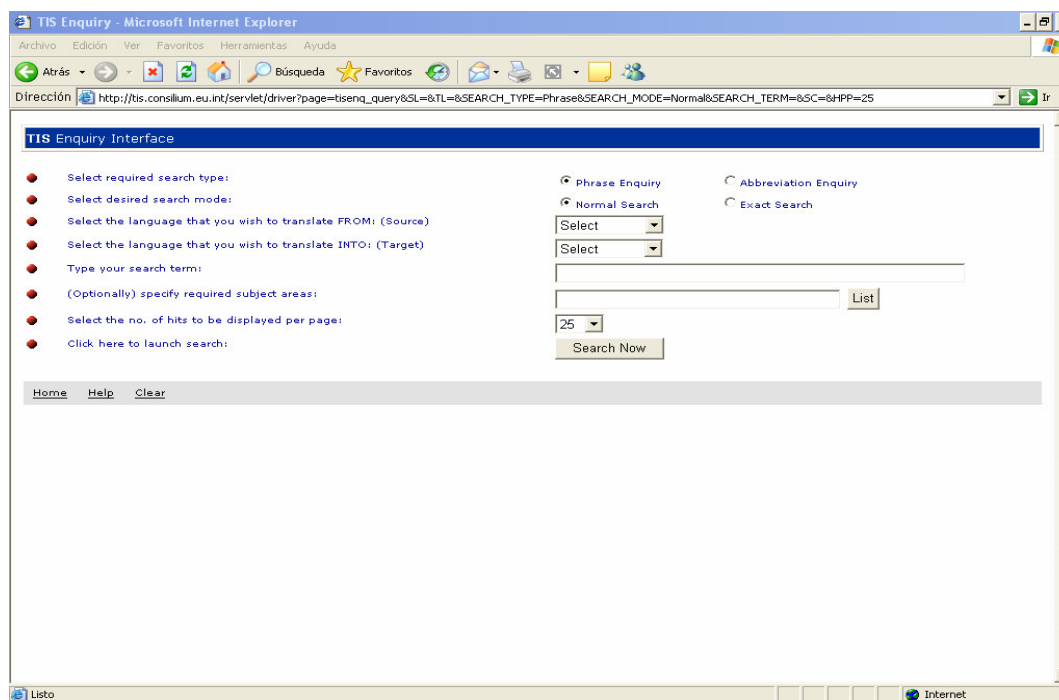 TIS Enquiry - Microsoft Internet Explorer
Archivo Edición Ver Favoritos Herramientas Ayuda
Atrás Búsqueda Favoritos
Dirección http://tis.consilium.eu.int/servlet/driver?page=tisenq_query&SL=&TL=&SEARCH_TYPE=Phrase&SEARCH_MODE=Normal&SEARCH_TERM=&SC=&HPP=25 Ir
TIS Enquiry Interface
Select required search type: Phrase Enquiry Abbreviation Enquiry
Select desired search mode: Normal Search Exact Search
Select the language that you wish to translate FROM: (Source) Select
Select the language that you wish to translate INTO: (Target) Select
Type your search term:
(Optionally) specify required subject areas: List
Select the no. of hits to be displayed per page: 25
Click here to launch search: Search Now
Home Help Clear
Listo Internet